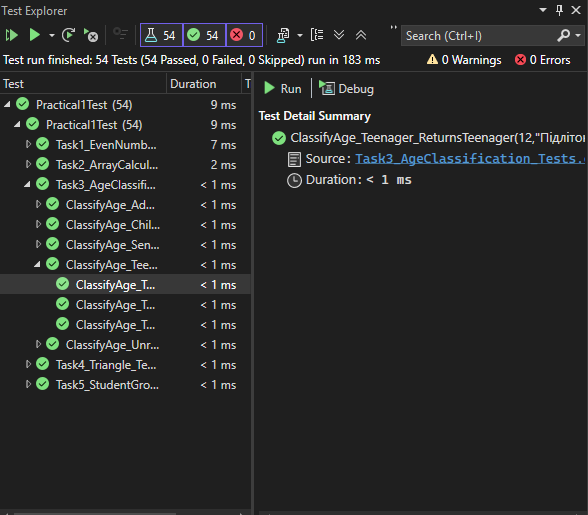 Test Explorer
54 54 0 " Search (Ctrl+I)
Test run finished: 54 Tests (54 Passed, 0 Failed, 0 Skipped) run in 183 ms 0 Warnings 0 Errors
Test Duration T
Run Debug
Practical1Test (54) 9 ms
Test Detail Summary
Practical1Test (54) 9 ms
ClassifyAge_Teenager_ReturnsTeenager(12,"Підліто
Task1_EvenNumb... 7 ms
Source: Task3_AgeClassification_Tests.
Task2_ArrayCalcul... 2 ms
Duration: < 1 ms
Task3_AgeClassifi... < 1 ms
ClassifyAge_Ad... < 1 ms
ClassifyAge_Chil... < 1 ms
ClassifyAge_Sen... < 1 ms
ClassifyAge_Tee... < 1 ms
ClassifyAge_T... < 1 ms
ClassifyAge_T... < 1 ms
ClassifyAge_T... < 1 ms
ClassifyAge_Unr... < 1 ms
Task4_Triangle_Te... < 1 ms
Task5_StudentGro... < 1 ms